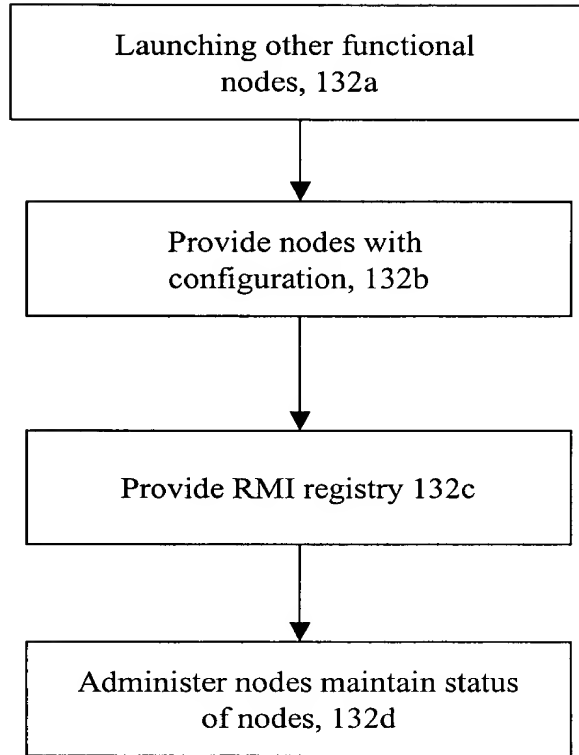 Launching other functional
nodes, 132a
Provide nodes with
configuration, 132b
Provide RMI registry 132c
Administer nodes maintain status
of nodes, 132d